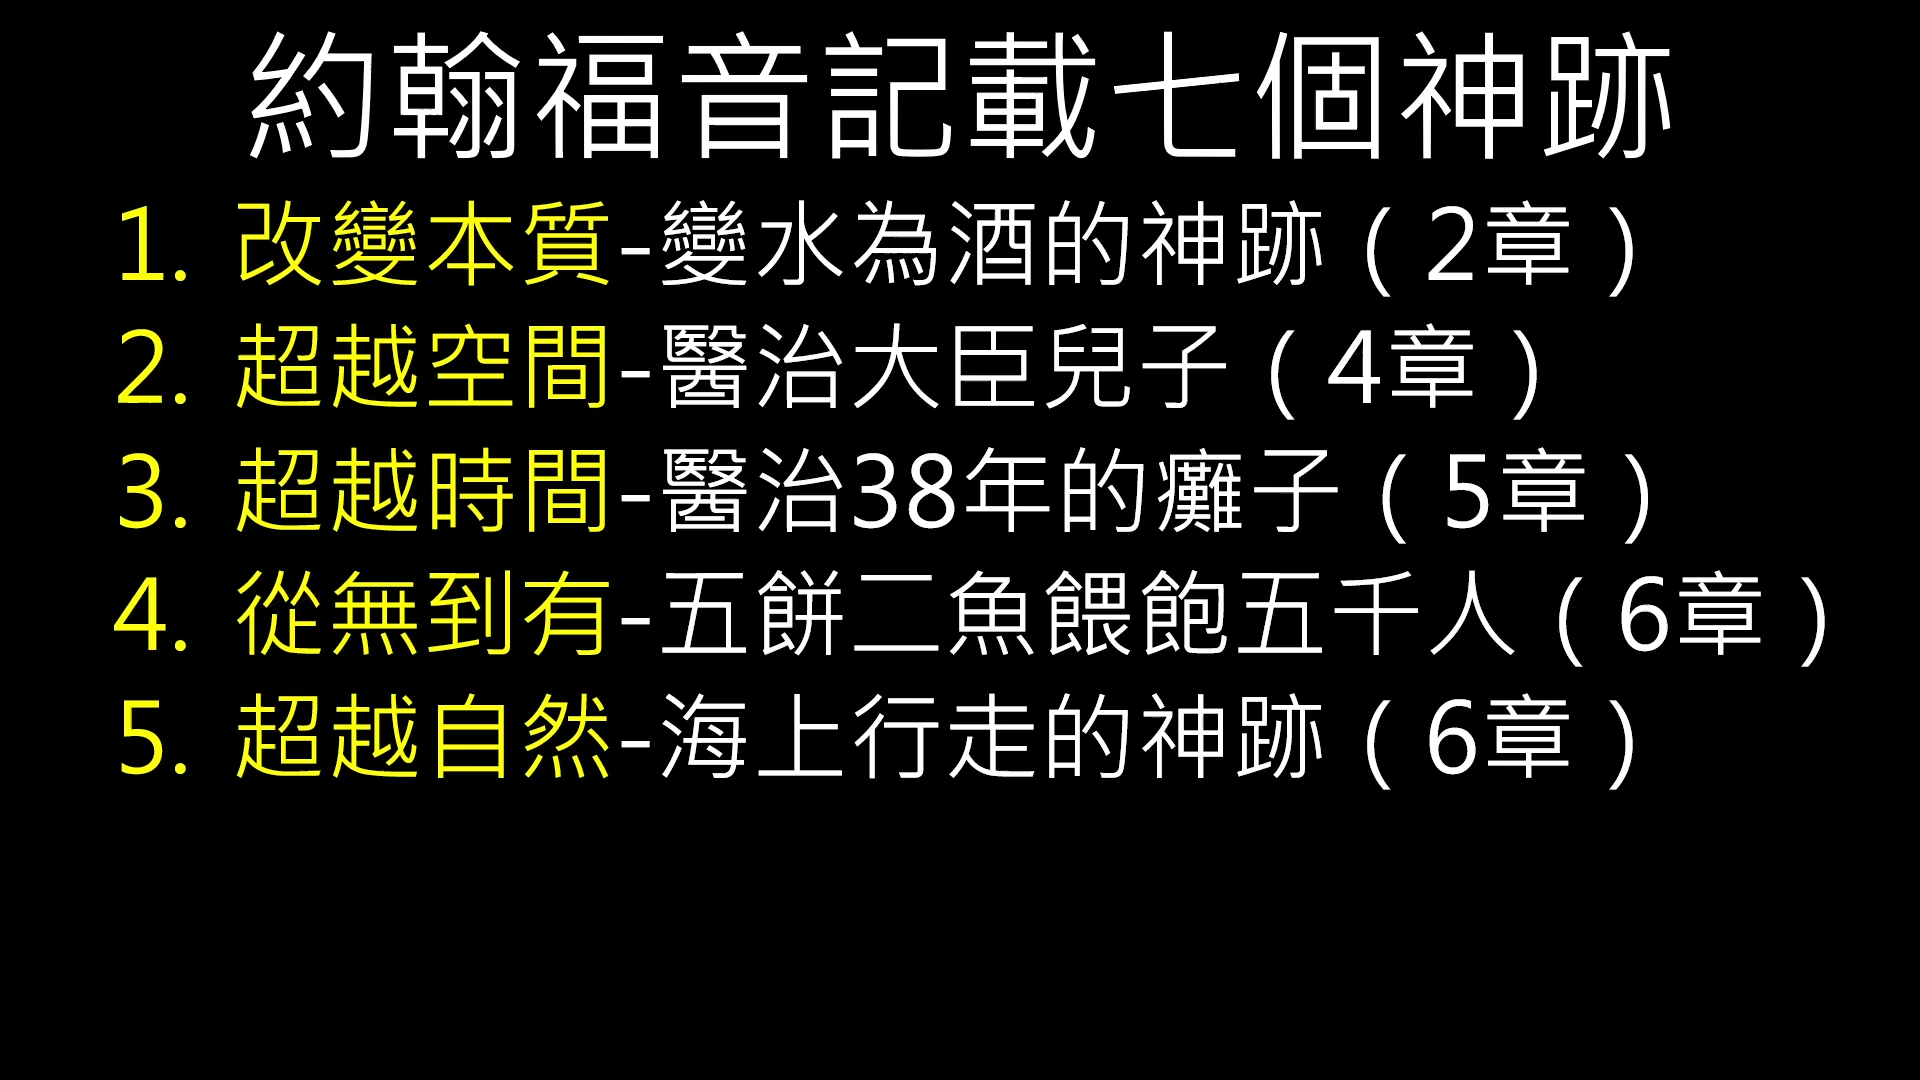 約翰福音記載七個神跡
1. 改變本質-變水為酒的神跡（2章）
2. 超越空間-醫治大臣兒子（4章）
3. 超越時間-醫治38年的癱子（5章）
4. 從無到有-五餅二魚餵飽五千人（6章）
5. 超越自然-海上行走的神跡（6章）